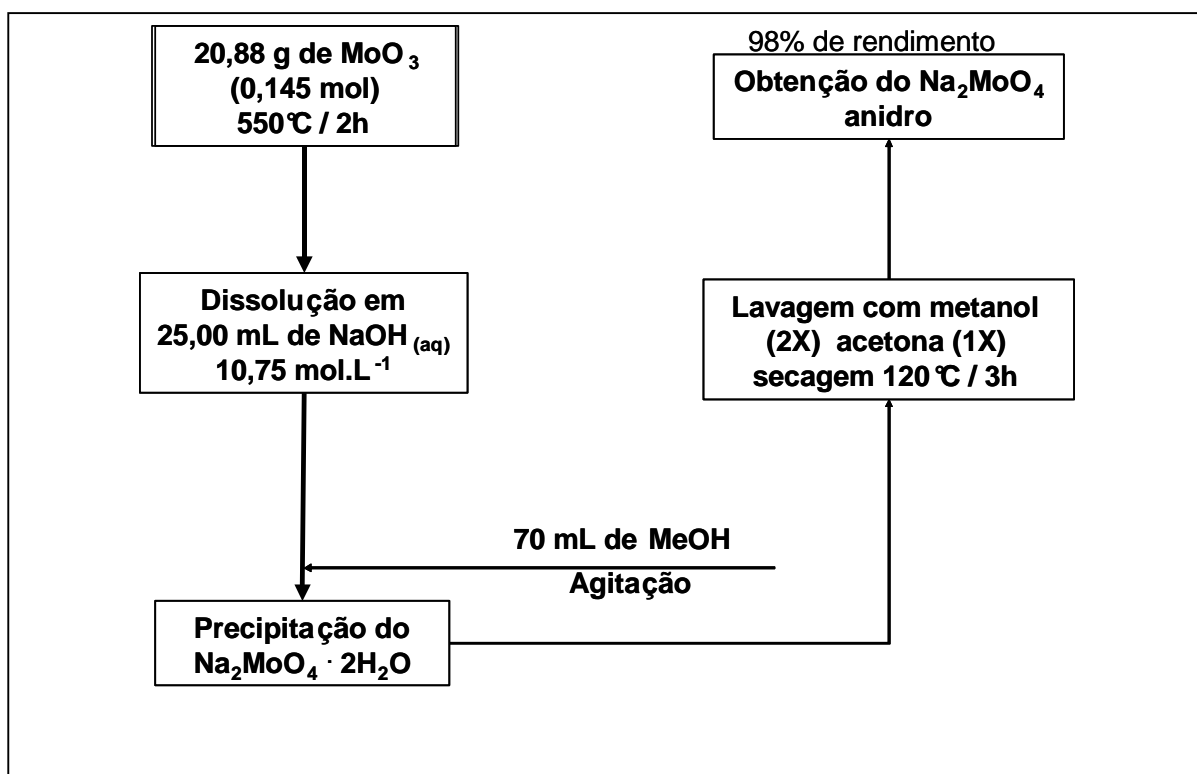 20,88 g de MoO₃
(0,145 mol)
550°C / 2h
Dissolução em
25,00 mL de NaOH (aq)
10,75 mol.L⁻¹
70 mL de MeOH
Agitação
Precipitação do
Na₂MoO₄ · 2H₂O
Lavagem com metanol
(2X) acetona (1X)
secagem 120°C / 3h
98% de rendimento
Obtenção do Na₂MoO₄
anidro